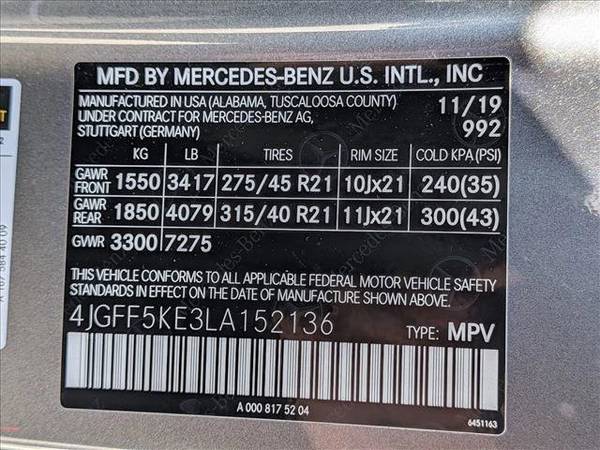 MFD BY MERCEDES-BENZ U.S. INTL., INC
MANUFACTURED IN USA (ALABAMA, TUSCALOOSA COUNTY) 11/19
UNDER CONTRACT FOR MERCEDES-BENZ AG,
STUTTGART (GERMANY) 992
KG LB TIRES RIM SIZE COLD KPA (PSI)
GAWR FRONT 1550 3417 275/45 R21 10Jx21 240(35)
GAWR REAR 1850 4079 315/40 R21 11Jx21 300(43)
GVWR 3300 7275
THIS VEHICLE CONFORMS TO ALL APPLICABLE FEDERAL MOTOR VEHICLE SAFETY
STANDARDS IN EFFECT ON THE DATE OF MANUFACTURE SHOWN ABOVE.
4JGFF5KE3LA152136 TYPE: MPV
A 000 817 52 04
6451163
A 167 584 40 09